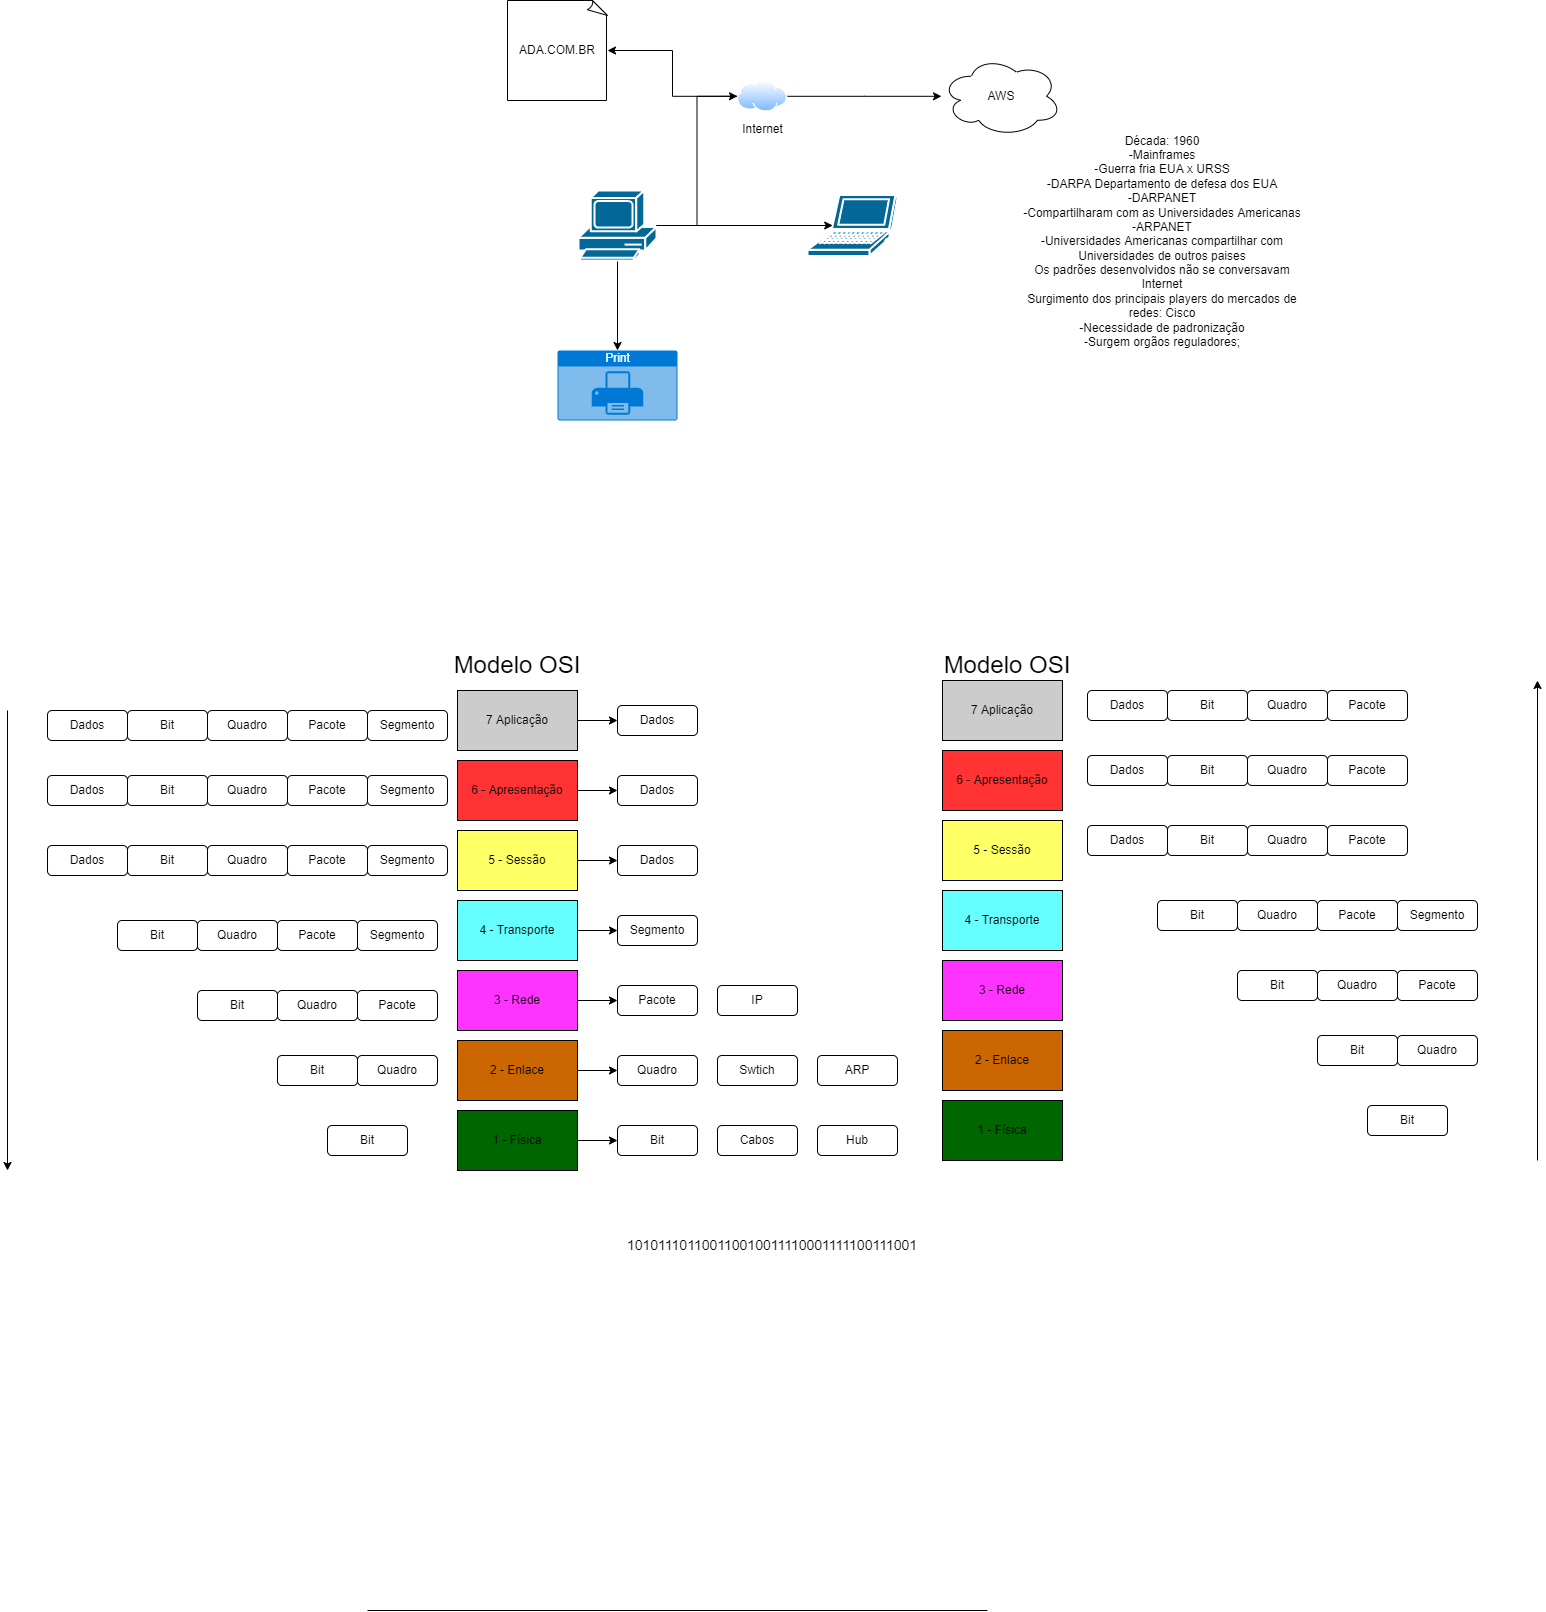 ADA.COM.BR
AWS
Internet
Década: 1960
-Mainframes
-Guerra fria EUA x URSS
-DARPA Departamento de defesa dos EUA
-DARPANET
-Compartilharam com as Universidades Americanas
-ARPANET
-Universidades Americanas compartilhar com
Universidades de outros paises
Os padrões desenvolvidos não se conversavam
Internet
Surgimento dos principais players do mercados de
redes: Cisco
-Necessidade de padronização
-Surgem orgãos reguladores;
Print
Modelo OSI
Dados Bit Quadro Pacote Segmento 7 Aplicação Dados
Dados Bit Quadro Pacote Segmento 6 - Apresentação Dados
Dados Bit Quadro Pacote Segmento 5 - Sessão Dados
Bit Quadro Pacote Segmento 4 - Transporte Segmento
Bit Quadro Pacote 3 - Rede Pacote IP
Bit Quadro 2 - Enlace Quadro Swtich ARP
Bit 1 - Física Bit Cabos Hub
Modelo OSI
7 Aplicação Dados Bit Quadro Pacote
6 - Apresentação Dados Bit Quadro Pacote
5 - Sessão Dados Bit Quadro Pacote
4 - Transporte Bit Quadro Pacote Segmento
3 - Rede Bit Quadro Pacote
2 - Enlace Bit Quadro
1 - Física Bit
1010111011001100100111100011111001110​01